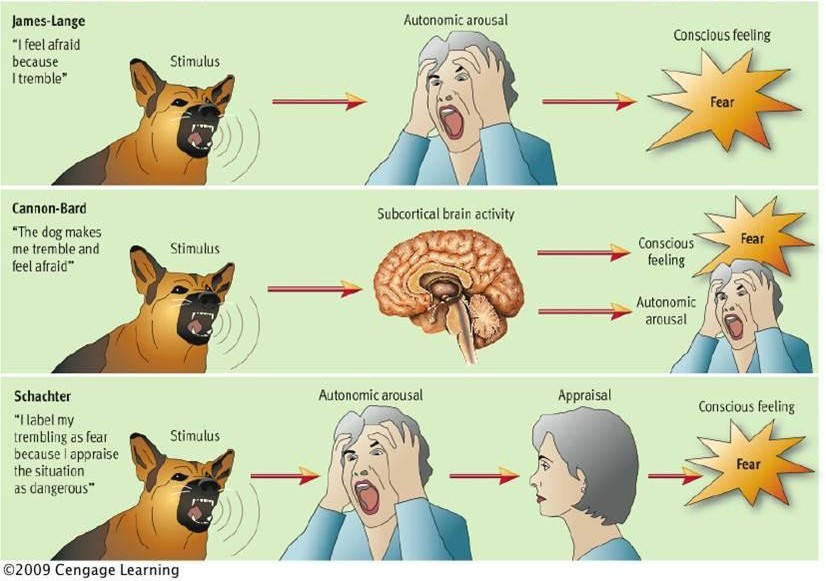 James-Lange
"I feel afraid
because
I tremble"
Stimulus
Autonomic arousal
Conscious feeling
Fear
Cannon-Bard
"The dog makes
me tremble and
feel afraid"
Stimulus
Subcortical brain activity
Conscious
feeling
Fear
Autonomic
arousal
Schachter
"I label my
trembling as fear
because I appraise
the situation
as dangerous"
Stimulus
Autonomic arousal
Appraisal
Conscious feeling
Fear
©2009 Cengage Learning